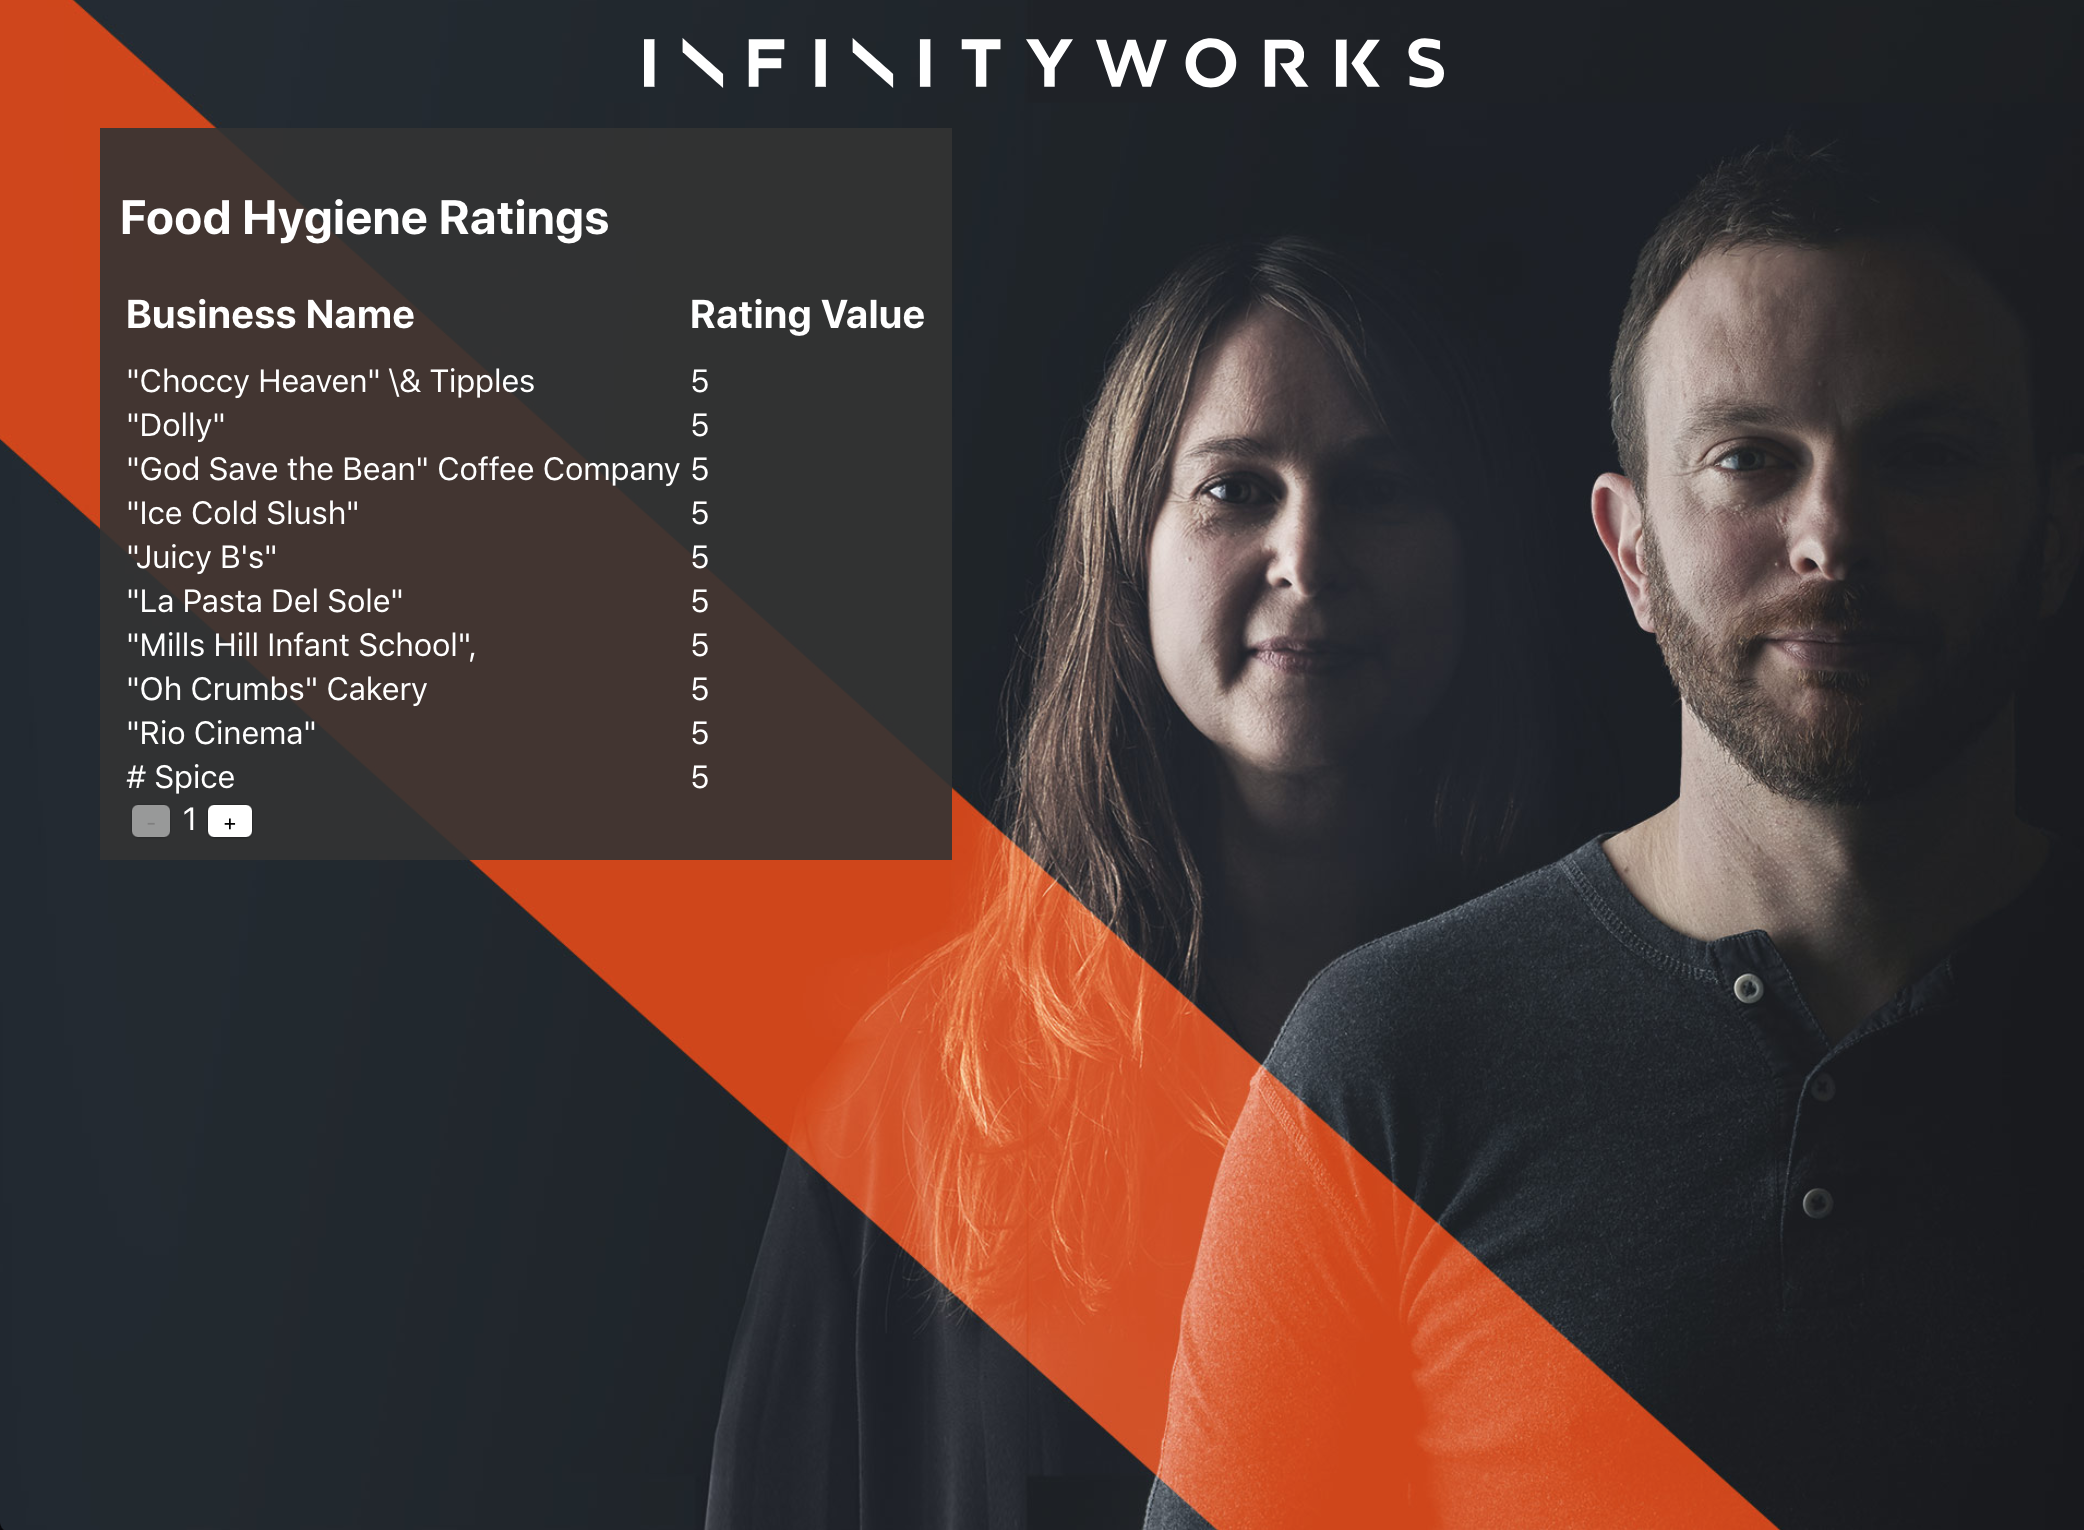 INFINITYWORKS
Food Hygiene Ratings
Business Name Rating Value
"Choccy Heaven" \& Tipples 5
"Dolly" 5
"God Save the Bean" Coffee Company 5
"Ice Cold Slush" 5
"Juicy B's" 5
"La Pasta Del Sole" 5
"Mills Hill Infant School", 5
"Oh Crumbs" Cakery 5
"Rio Cinema" 5
# Spice 5
- 1 +